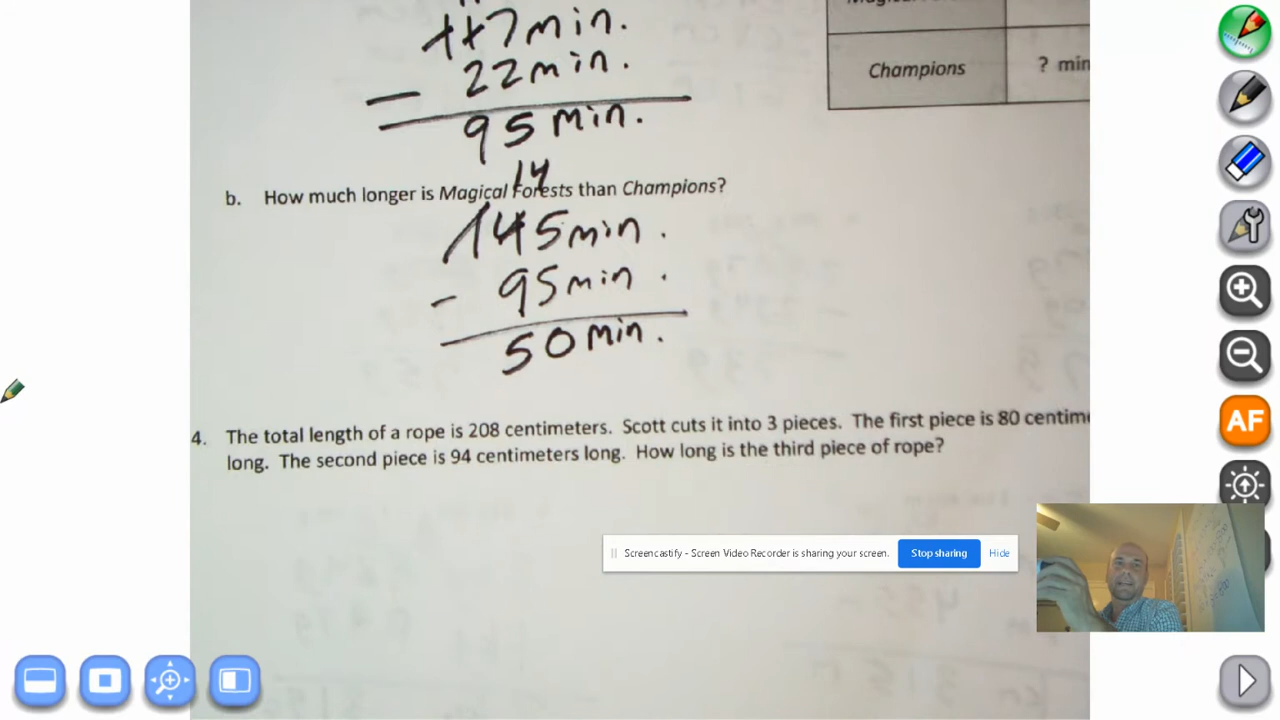 117 min.
- 22 min.
95 min.
Champions ? min
b. How much longer is Magical Forests than Champions?
14
145 min.
- 95 min.
50 min.
4. The total length of a rope is 208 centimeters. Scott cuts it into 3 pieces. The first piece is 80 centime
long. The second piece is 94 centimeters long. How long is the third piece of rope?
Screencastify - Screen Video Recorder is sharing your screen. Stop sharing Hide
AF